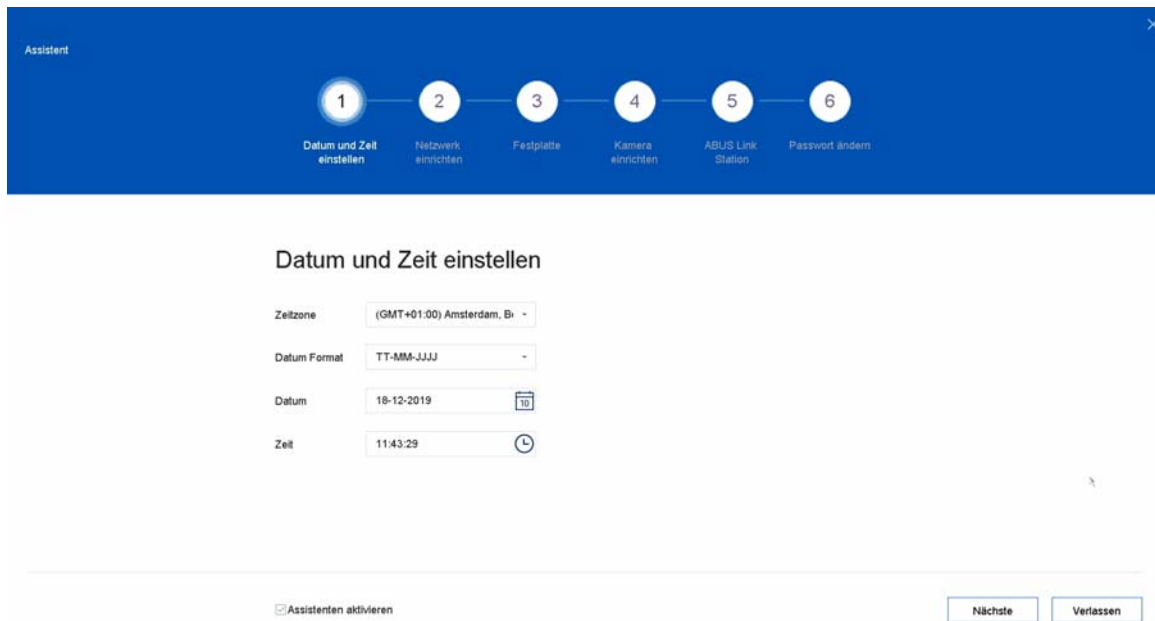 Assistent
1 2 3 4 5 6
Datum und Zeit
einstellen
Netzwerk
einrichten
Festplatte
Kamera
einrichten
ABUS Link
Station
Passwort ändern
Datum und Zeit einstellen
Zeitzone (GMT+01:00) Amsterdam,
Datum Format TT-MM-JJJJ
Datum 18-12-2019 10
Zeit 11:43:29
Assistenten aktivieren
Nächste Verlassen